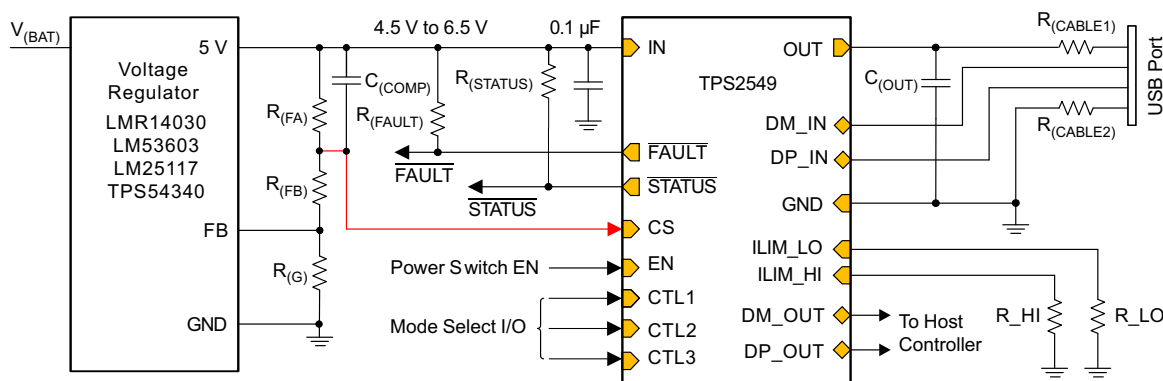 V(BAT)
5 V
Voltage
Regulator
LMR14030
LM53603
LM25117
TPS54340
FB
GND
4.5 V to 6.5 V
0.1 µF
R(FA)
C(COMP)
R(FAULT)
R(STATUS)
R(FB)
R(G)
FAULT
STATUS
Power Switch EN
Mode Select I/O
IN
TPS2549
FAULT
STATUS
CS
EN
CTL1
CTL2
CTL3
OUT
DM_IN
DP_IN
GND
ILIM_LO
ILIM_HI
DM_OUT
DP_OUT
C(OUT)
R(CABLE1)
R(CABLE2)
USB Port
To Host
Controller
R_HI
R_LO